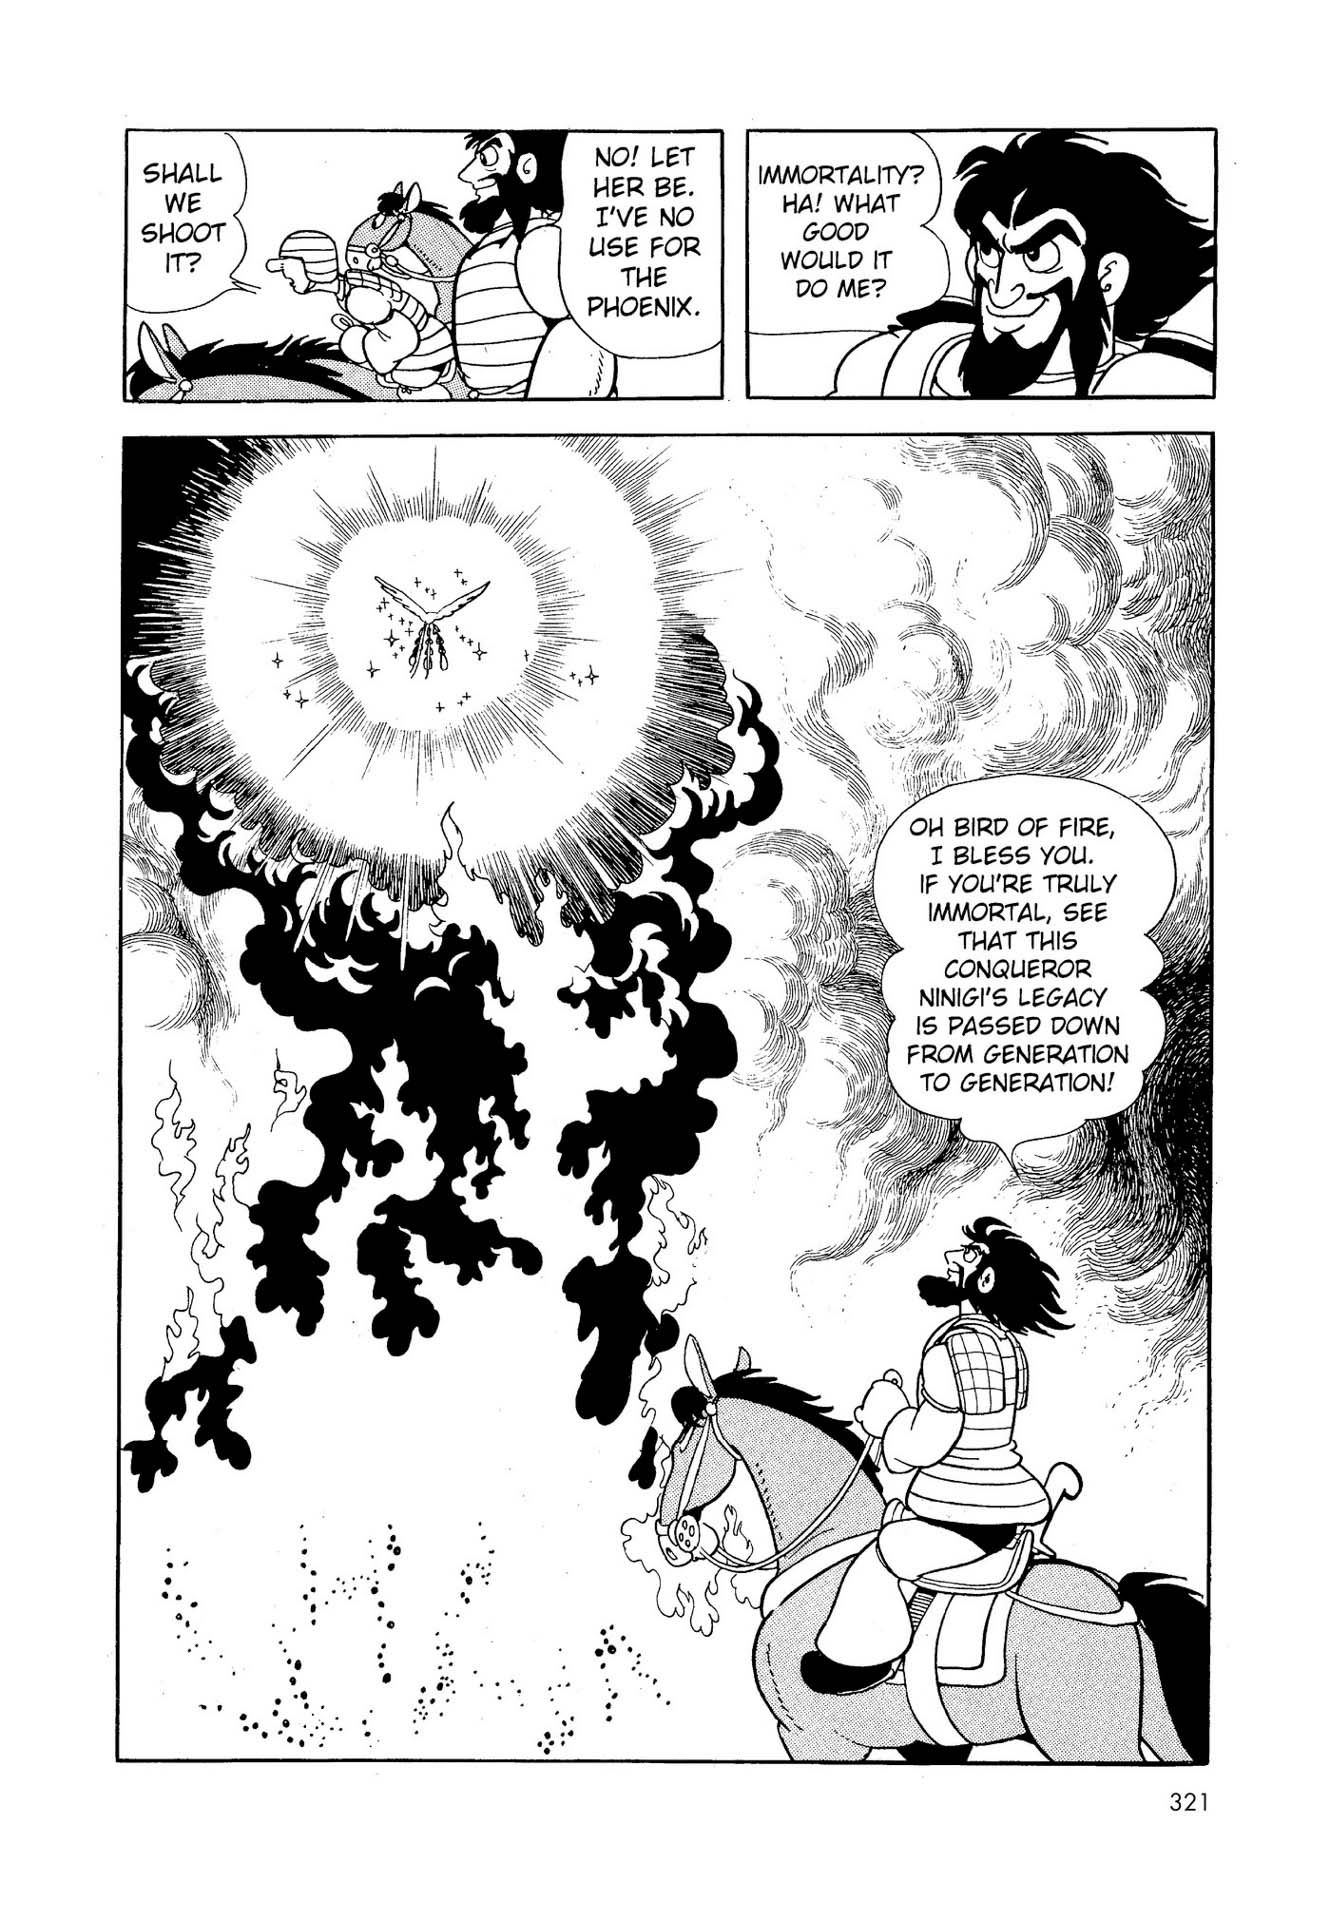 SHALL
WE
SHOOT
IT?
NO! LET
HER BE.
I'VE NO
USE FOR
THE
PHOENIX.
IMMORTALITY?
HA! WHAT
GOOD
WOULD IT
DO ME?
OH BIRD OF FIRE,
I BLESS YOU.
IF YOU'RE TRULY
IMMORTAL, SEE
THAT THIS
CONQUEROR
NINIGI'S LEGACY
IS PASSED DOWN
FROM GENERATION
TO GENERATION!
321